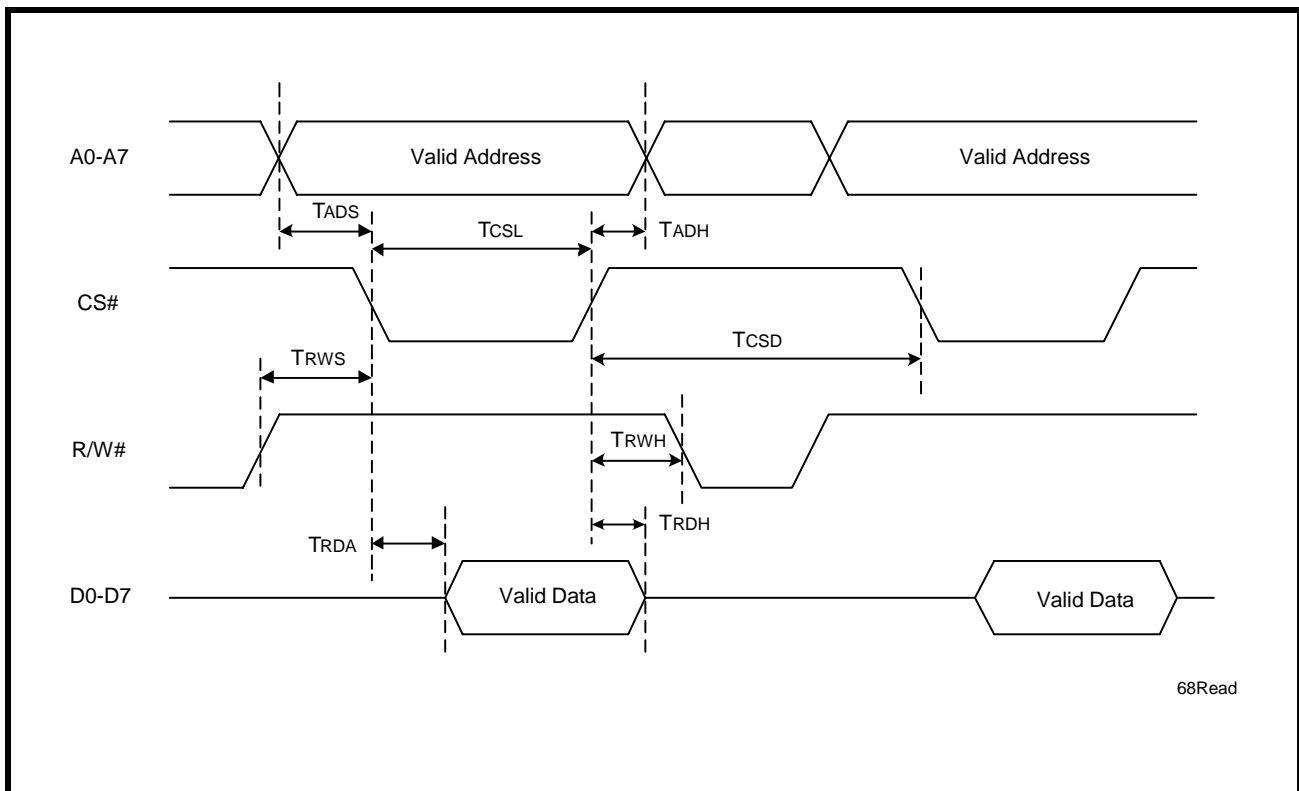 A0-A7
Valid Address
Valid Address
TADS
TCSL
TADH
CS#
TCSD
TRWS
R/W#
TRWH
TRDA
TRDH
D0-D7
Valid Data
Valid Data
68Read